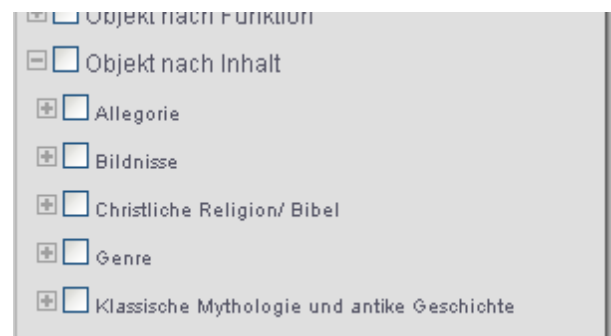 Objekt nach Funktion
Objekt nach Inhalt
Allegorie
Bildnisse
Christliche Religion/ Bibel
Genre
Klassische Mythologie und antike Geschichte